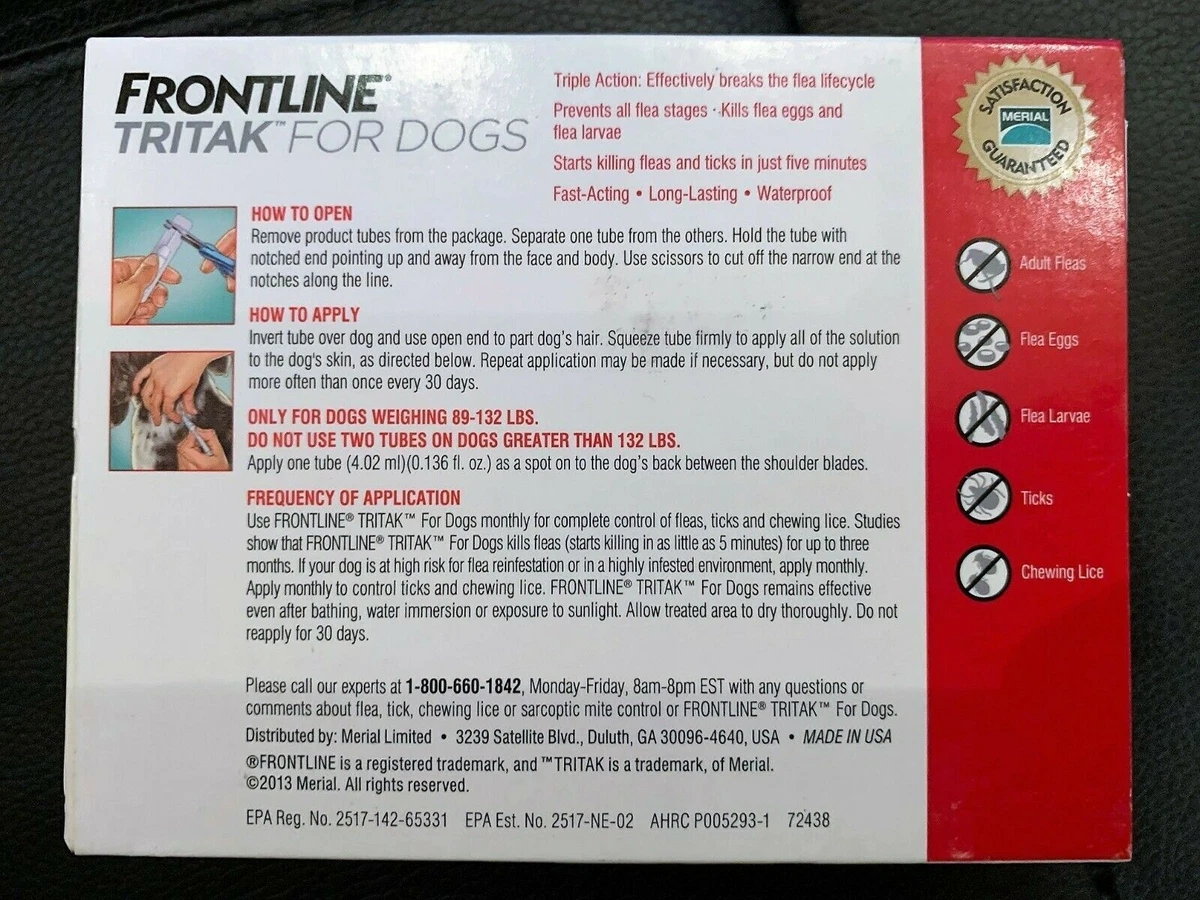 FRONTLINE®
TRITAK™ FOR DOGS
Triple Action: Effectively breaks the flea lifecycle
Prevents all flea stages · Kills flea eggs and
flea larvae
Starts killing fleas and ticks in just five minutes
Fast-Acting • Long-Lasting • Waterproof
HOW TO OPEN
Remove product tubes from the package. Separate one tube from the others. Hold the tube with
notched end pointing up and away from the face and body. Use scissors to cut off the narrow end at the
notches along the line.
HOW TO APPLY
Invert tube over dog and use open end to part dog's hair. Squeeze tube firmly to apply all of the solution
to the dog's skin, as directed below. Repeat application may be made if necessary, but do not apply
more often than once every 30 days.
ONLY FOR DOGS WEIGHING 89-132 LBS.
DO NOT USE TWO TUBES ON DOGS GREATER THAN 132 LBS.
Apply one tube (4.02 ml)(0.136 fl. oz.) as a spot on to the dog's back between the shoulder blades.
FREQUENCY OF APPLICATION
Use FRONTLINE® TRITAK™ For Dogs monthly for complete control of fleas, ticks and chewing lice. Studies
show that FRONTLINE® TRITAK™ For Dogs kills fleas (starts killing in as little as 5 minutes) for up to three
months. If your dog is at high risk for flea reinfestation or in a highly infested environment, apply monthly.
Apply monthly to control ticks and chewing lice. FRONTLINE® TRITAK™ For Dogs remains effective
even after bathing, water immersion or exposure to sunlight. Allow treated area to dry thoroughly. Do not
reapply for 30 days.
Please call our experts at 1-800-660-1842, Monday-Friday, 8am-8pm EST with any questions or
comments about flea, tick, chewing lice or sarcoptic mite control or FRONTLINE® TRITAK™ For Dogs.
Distributed by: Merial Limited • 3239 Satellite Blvd., Duluth, GA 30096-4640, USA • MADE IN USA
®FRONTLINE is a registered trademark, and ™TRITAK is a trademark, of Merial.
©2013 Merial. All rights reserved.
EPA Reg. No. 2517-142-65331 EPA Est. No. 2517-NE-02 AHRC P005293-1 72438
SATISFACTION
MERIAL
GUARANTEED
Adult Fleas
Flea Eggs
Flea Larvae
Ticks
Chewing Lice